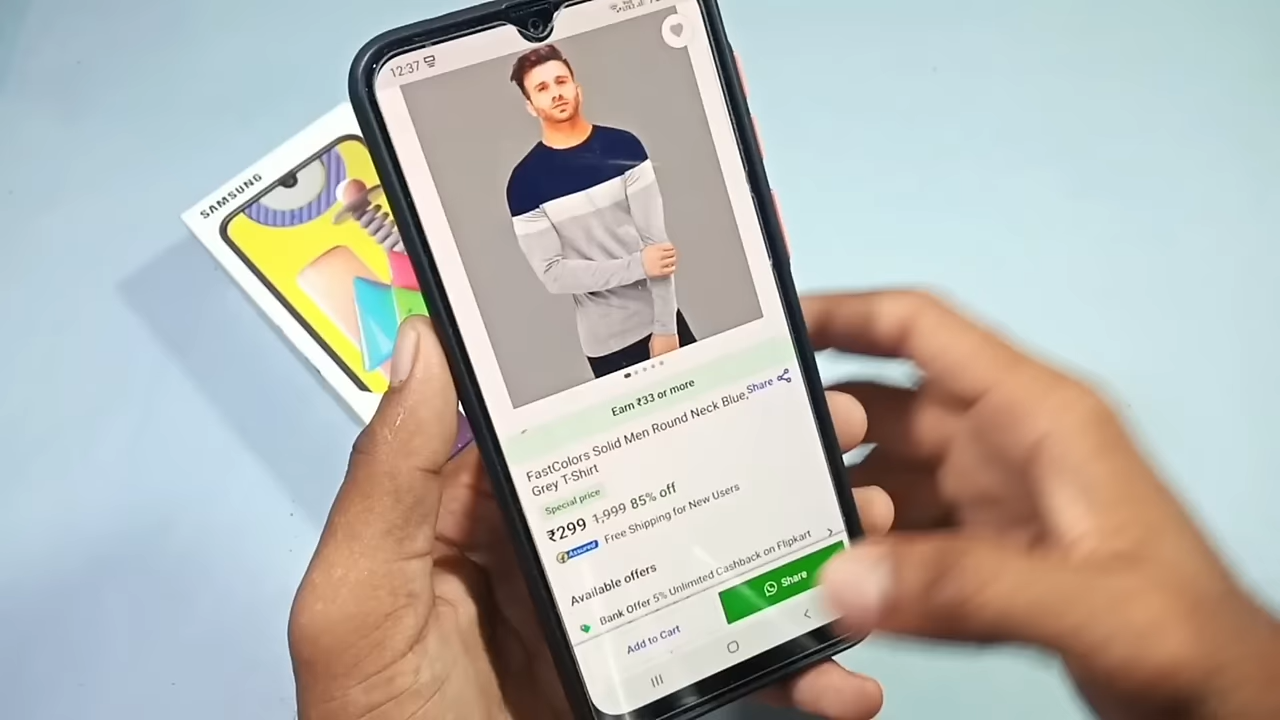 12:37
SAMSUNG
Earn ₹33 or more
FastColors Solid Men Round Neck Blue,
Grey T-Shirt
Share
Special price
₹299 1,999 85% off
Assured Free Shipping for New Users
Available offers
Bank Offer 5% Unlimited Cashback on Flipkart
Add to Cart
Share